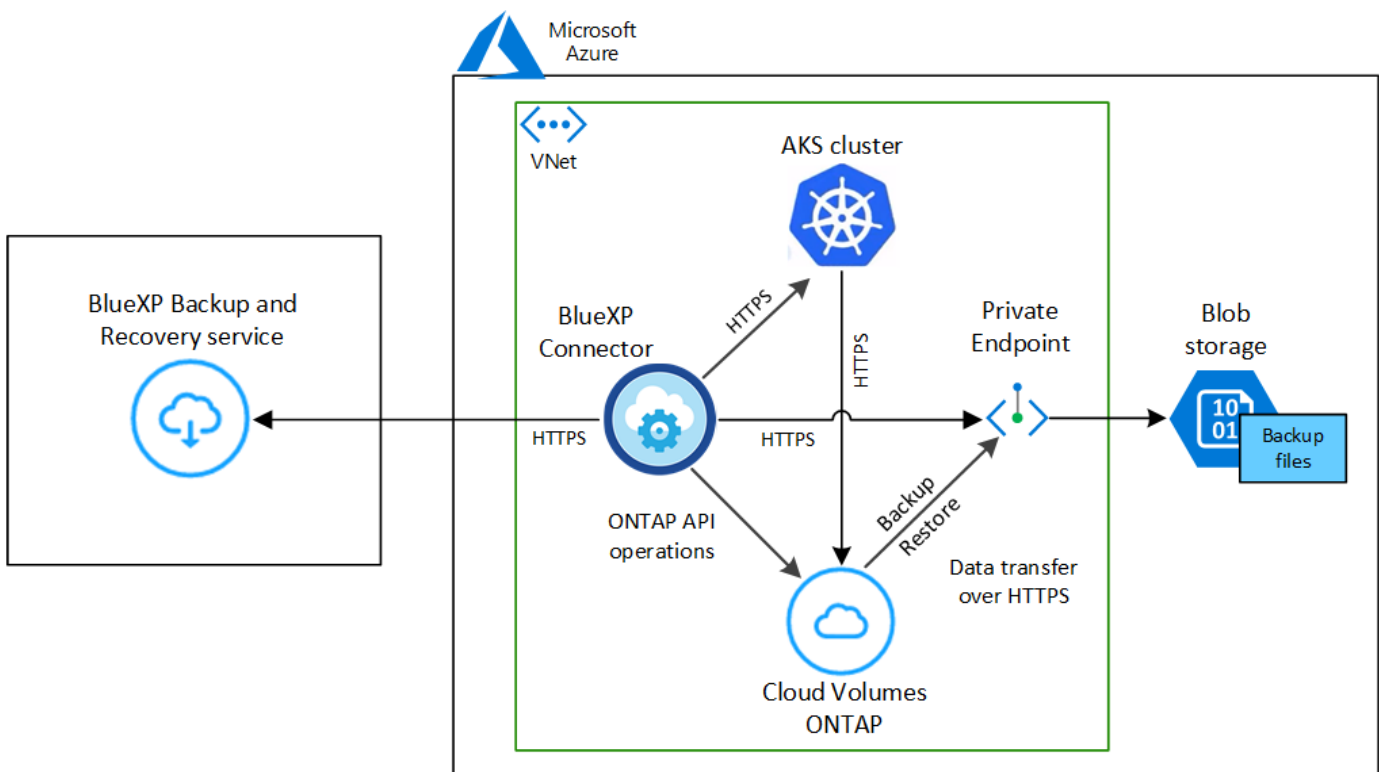 Microsoft
Azure
VNet
AKS cluster
BlueXP Backup and
Recovery service
BlueXP
Connector
HTTPS
HTTPS
Private
Endpoint
Blob
storage
10
01
Backup
files
HTTPS
HTTPS
ONTAP API
operations
Backup
Restore
Data transfer
over HTTPS
Cloud Volumes
ONTAP